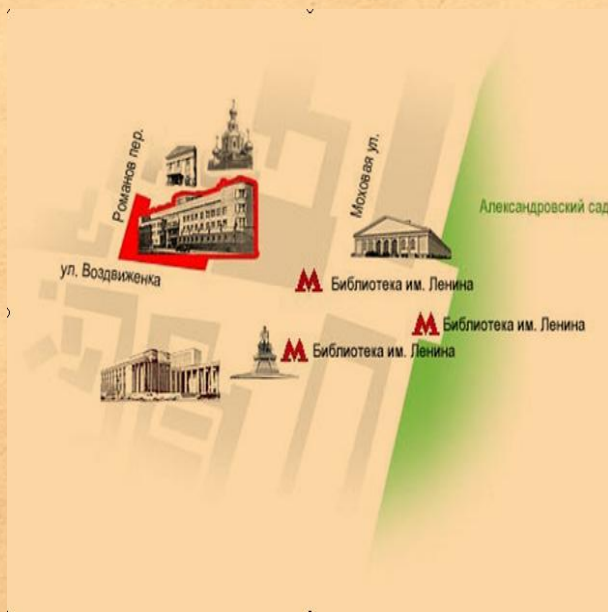 Романов пер.
Моховая ул.
Александровский сад
ул. Воздвиженка
М Библиотека им. Ленина
М Библиотека им. Ленина
М Библиотека им. Ленина